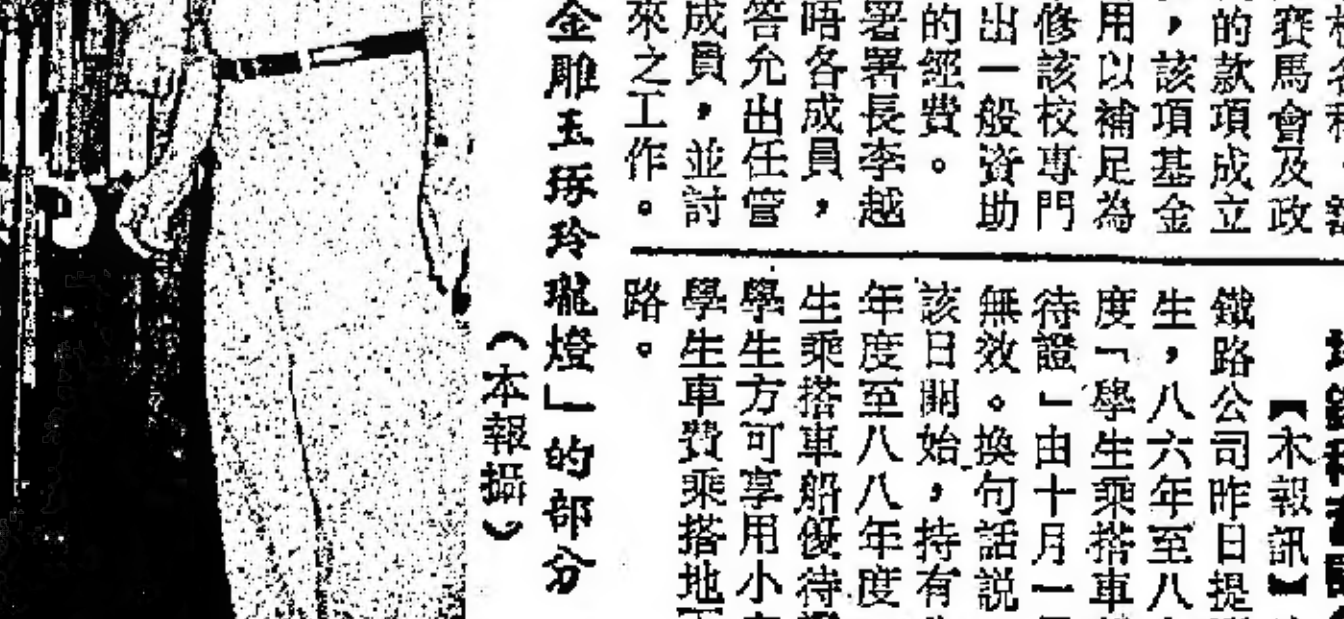 賽馬會及政
的款項成立
，該項基金
用以補足為
修該校專門
出一般資助
的經費。
署署長李越
晤各成員，
答允出任管
成員，並討
來之工作。
【本報訊】
鐵路公司昨日提
生，八六年至八
度「學生乘搭車
待證」由十月一
無效。換句話説
該日開始，持有
年度至八八年度
生乘搭車船優待
學生方可享用小
學生車費乘搭地
路。
金雕玉琢玲瓏燈」的部分
（本報攝）